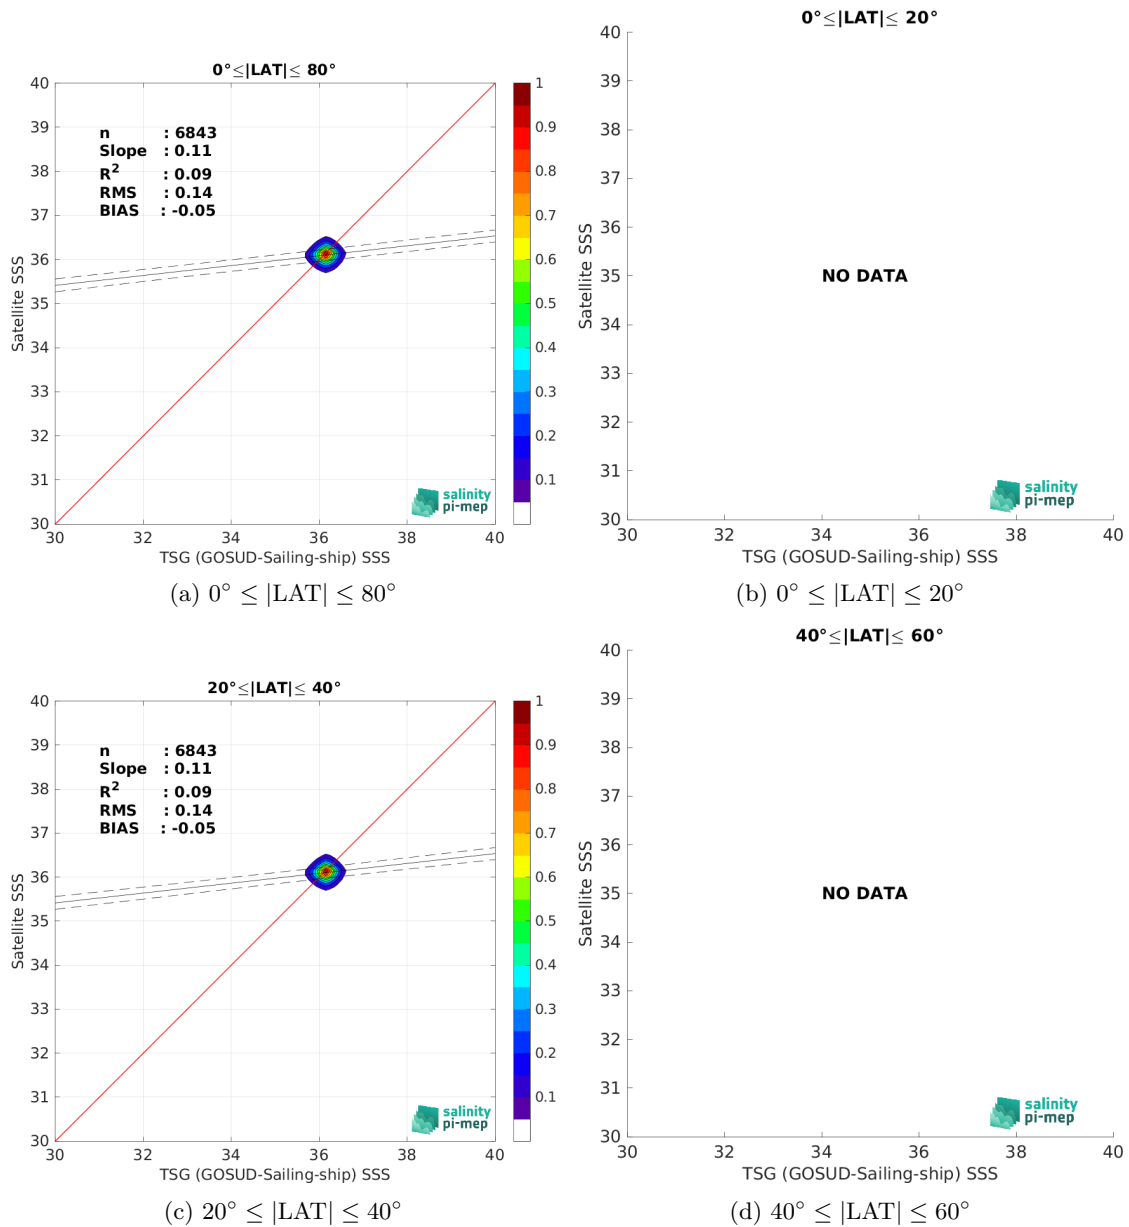 0°≤|LAT|≤ 80°
40
39
38
37
36
35
34
33
32
31
30
Satellite SSS
n : 6843
Slope : 0.11
R² : 0.09
RMS : 0.14
BIAS : -0.05
salinity
pi-mep
30 32 34 36 38 40
TSG (GOSUD-Sailing-ship) SSS
1
0.9
0.8
0.7
0.6
0.5
0.4
0.3
0.2
0.1
(a) 0° ≤ |LAT| ≤ 80°
0°≤|LAT|≤ 20°
40
39
38
37
36
35
34
33
32
31
30
Satellite SSS
NO DATA
salinity
pi-mep
30 32 34 36 38 40
TSG (GOSUD-Sailing-ship) SSS
(b) 0° ≤ |LAT| ≤ 20°
20°≤|LAT|≤ 40°
40
39
38
37
36
35
34
33
32
31
30
Satellite SSS
n : 6843
Slope : 0.11
R² : 0.09
RMS : 0.14
BIAS : -0.05
salinity
pi-mep
30 32 34 36 38 40
TSG (GOSUD-Sailing-ship) SSS
1
0.9
0.8
0.7
0.6
0.5
0.4
0.3
0.2
0.1
(c) 20° ≤ |LAT| ≤ 40°
40°≤|LAT|≤ 60°
40
39
38
37
36
35
34
33
32
31
30
Satellite SSS
NO DATA
salinity
pi-mep
30 32 34 36 38 40
TSG (GOSUD-Sailing-ship) SSS
(d) 40° ≤ |LAT| ≤ 60°